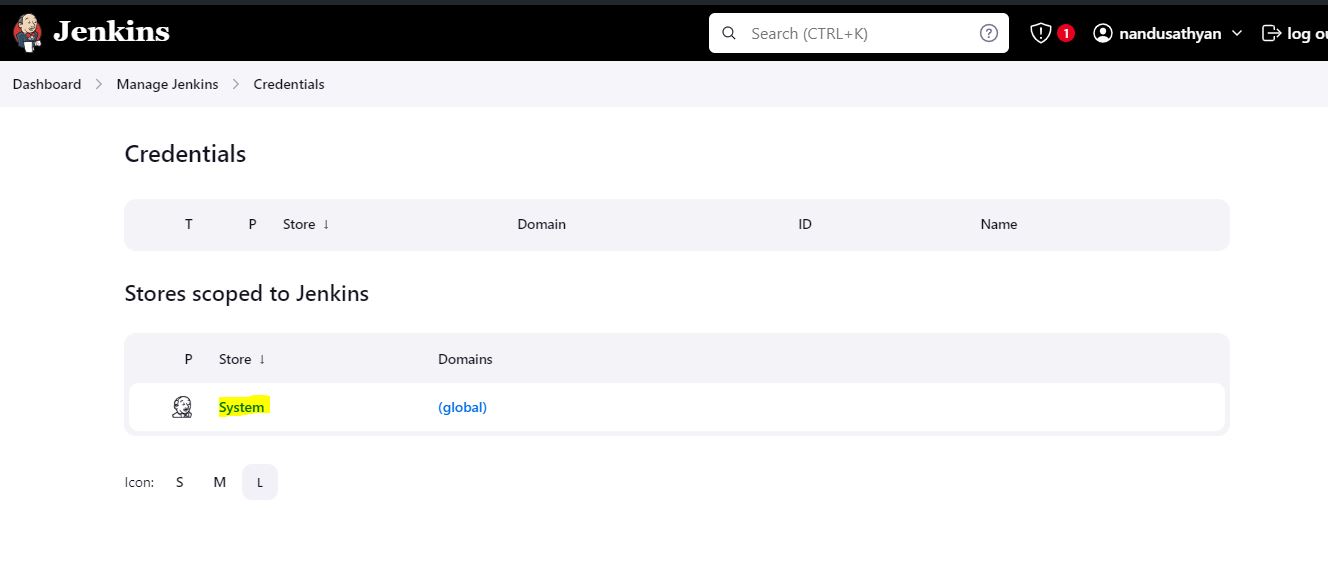 Jenkins Search (CTRL+K) ? 1 nandusathyan log ou
Dashboard > Manage Jenkins > Credentials
Credentials
T P Store ↓ Domain ID Name
Stores scoped to Jenkins
P Store ↓ Domains
System (global)
Icon: S M L